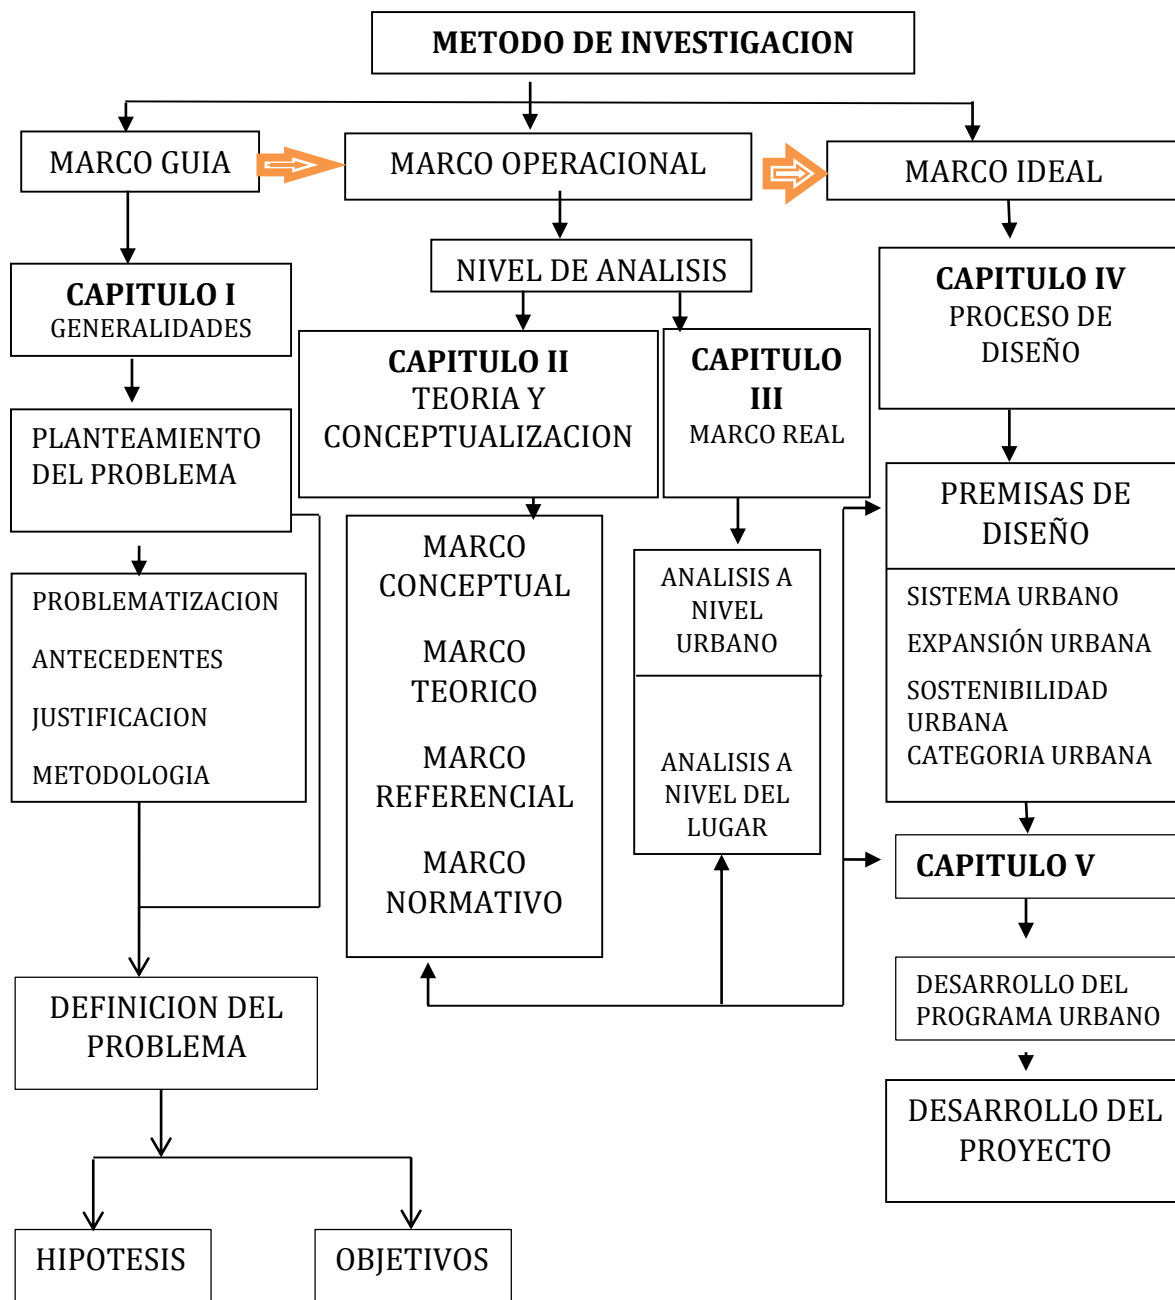 METODO DE INVESTIGACION
MARCO GUIA
MARCO OPERACIONAL
MARCO IDEAL
NIVEL DE ANALISIS
CAPITULO I
GENERALIDADES
PLANTEAMIENTO
DEL PROBLEMA
PROBLEMATIZACION
ANTECEDENTES
JUSTIFICACION
METODOLOGIA
DEFINICION DEL
PROBLEMA
HIPOTESIS
OBJETIVOS
CAPITULO II
TEORIA Y
CONCEPTUALIZACION
MARCO
CONCEPTUAL
MARCO
TEORICO
MARCO
REFERENCIAL
MARCO
NORMATIVO
CAPITULO
III
MARCO REAL
ANALISIS A
NIVEL
URBANO
ANALISIS A
NIVEL DEL
LUGAR
CAPITULO IV
PROCESO DE
DISEÑO
PREMISAS DE
DISEÑO
SISTEMA URBANO
EXPANSIÓN URBANA
SOSTENIBILIDAD
URBANA
CATEGORIA URBANA
CAPITULO V
DESARROLLO DEL
PROGRAMA URBANO
DESARROLLO DEL
PROYECTO